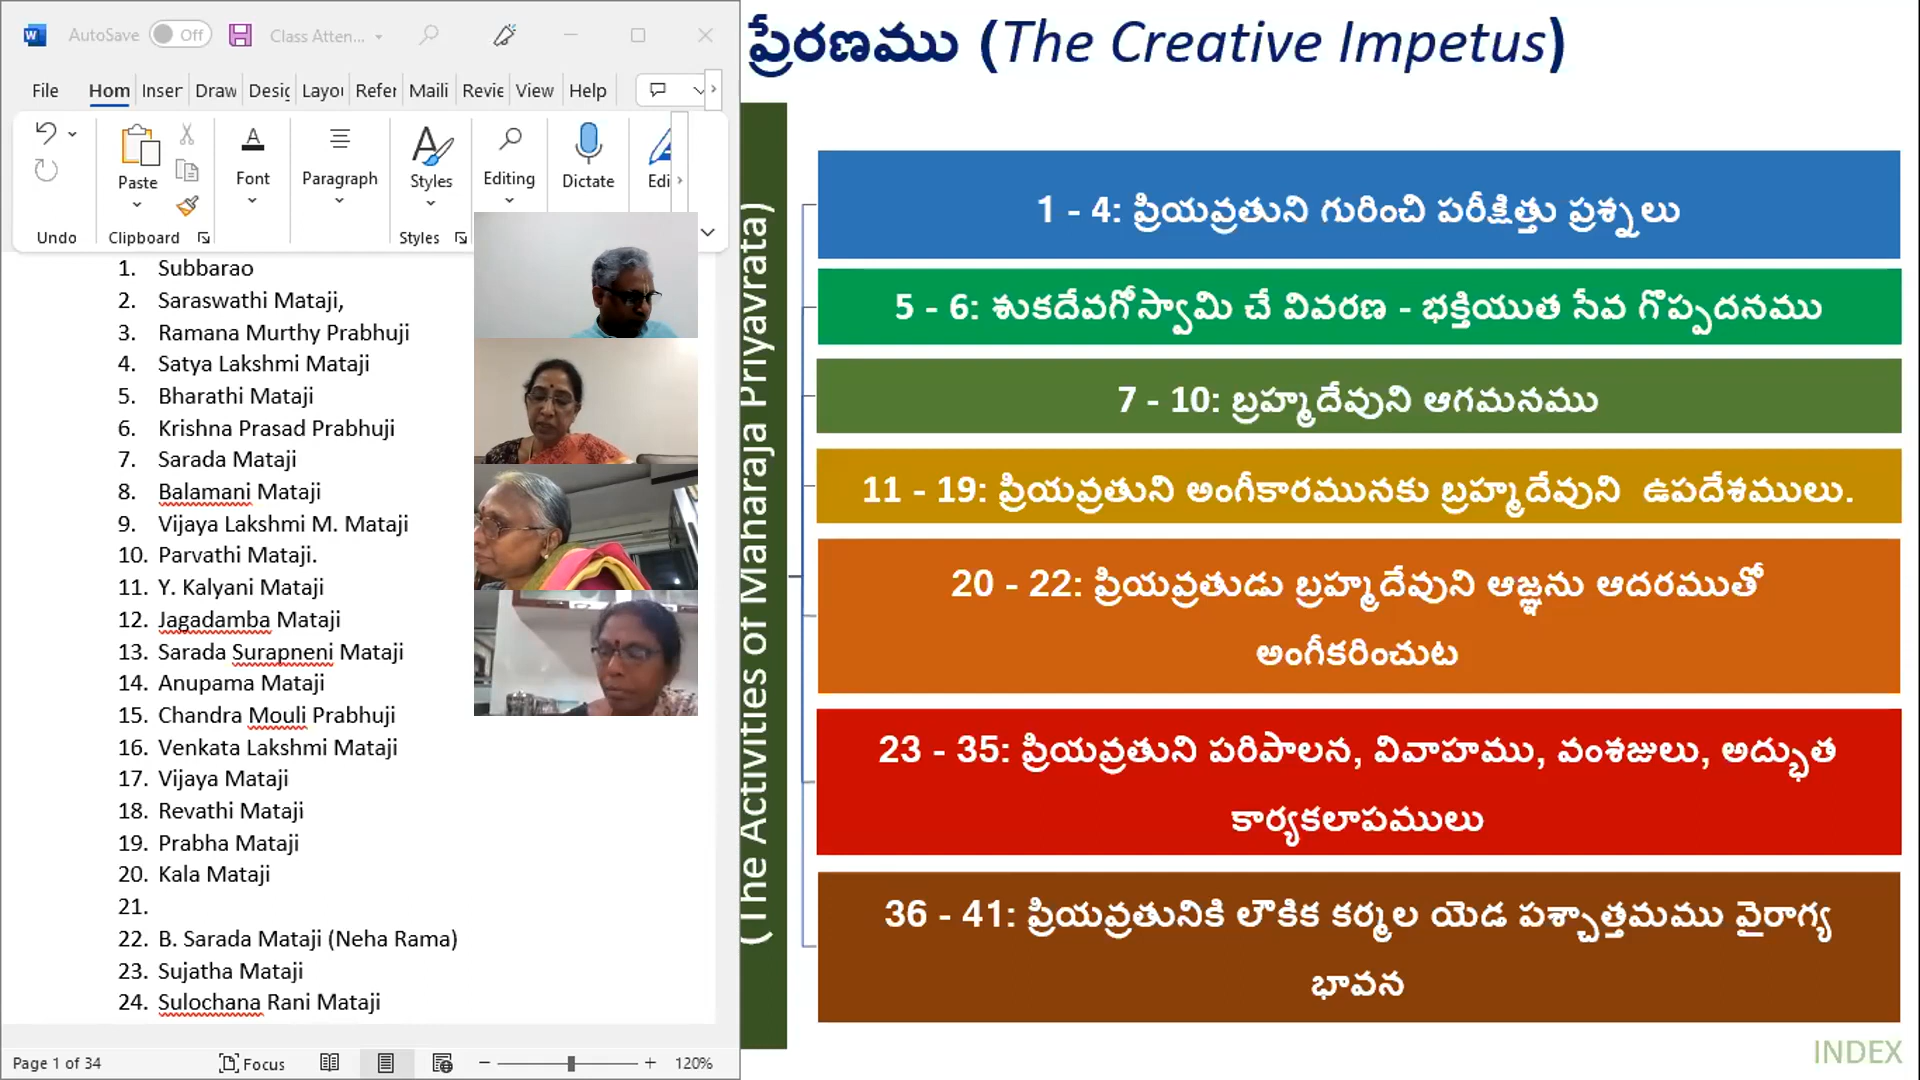 AutoSave Off Class Atten...
File Hom Inser Draw Desig Layou Refer Maili Revie View Help
Undo
Paste
Clipboard
Font
Paragraph
Styles
Styles
Editing
Dictate
Edi
1. Subbarao
2. Saraswathi Mataji,
3. Ramana Murthy Prabhuji
4. Satya Lakshmi Mataji
5. Bharathi Mataji
6. Krishna Prasad Prabhuji
7. Sarada Mataji
8. Balamani Mataji
9. Vijaya Lakshmi M. Mataji
10. Parvathi Mataji.
11. Y. Kalyani Mataji
12. Jagadamba Mataji
13. Sarada Surapneni Mataji
14. Anupama Mataji
15. Chandra Mouli Prabhuji
16. Venkata Lakshmi Mataji
17. Vijaya Mataji
18. Revathi Mataji
19. Prabha Mataji
20. Kala Mataji
21.
22. B. Sarada Mataji (Neha Rama)
23. Sujatha Mataji
24. Sulochana Rani Mataji
Page 1 of 34 Focus 120%
ప్రేరణము (The Creative Impetus)
(The Activities of Maharaja Priyavrata)
1 - 4: ప్రియవ్రతుని గురించి పరీక్షిత్తు ప్రశ్నలు
5 - 6: శుకదేవగోస్వామి చే వివరణ - భక్తియుత సేవ గొప్పదనము
7 - 10: బ్రహ్మదేవుని ఆగమనము
11 - 19: ప్రియవ్రతుని అంగీకారమునకు బ్రహ్మదేవుని ఉపదేశములు.
20 - 22: ప్రియవ్రతుడు బ్రహ్మదేవుని ఆజ్ఞను ఆదరముతో
అంగీకరించుట
23 - 35: ప్రియవ్రతుని పరిపాలన, వివాహము, వంశజులు, అద్భుత
కార్యకలాపములు
36 - 41: ప్రియవ్రతునికి లౌకిక కర్మల యెడ పశ్చాత్తమము వైరాగ్య
భావన
INDEX